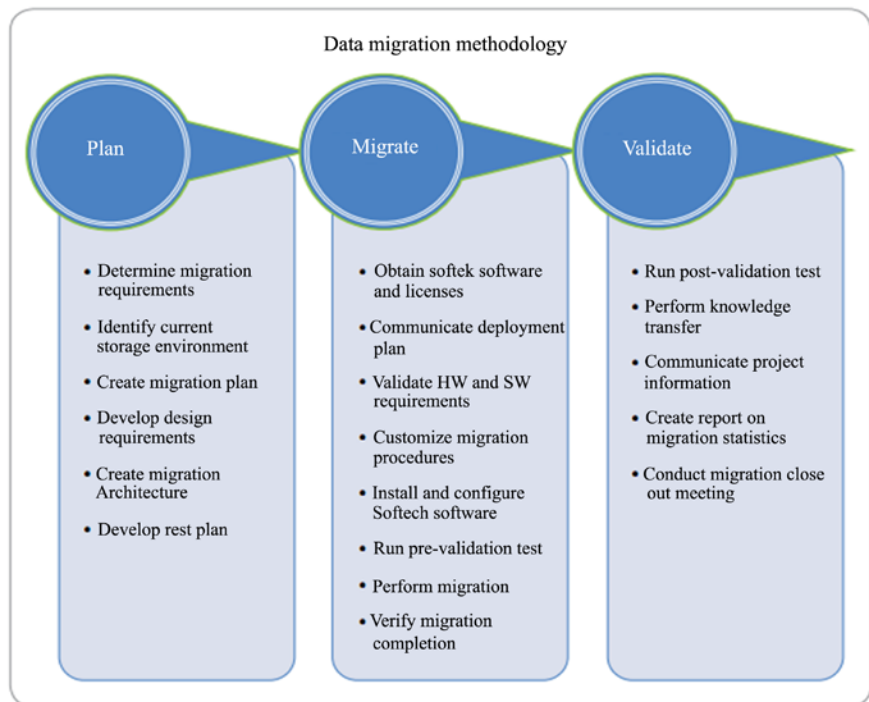 Data migration methodology
Plan
Determine migration
requirements
Identify current
storage environment
Create migration plan
Develop design
requirements
Create migration
Architecture
Develop rest plan
Migrate
Obtain softek software
and licenses
Communicate deployment
plan
Validate HW and SW
requirements
Customize migration
procedures
Install and configure
Softech software
Run pre-validation test
Perform migration
Verify migration
completion
Validate
Run post-validation test
Perform knowledge
transfer
Communicate project
information
Create report on
migration statistics
Conduct migration close
out meeting